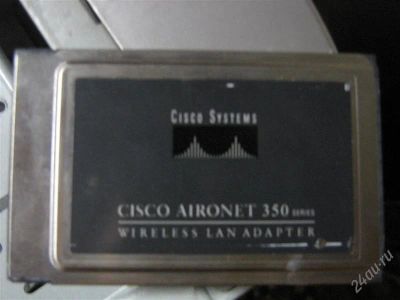 CISCO SYSTEMS
CISCO AIRONET 350 SERIES
WIRELESS LAN ADAPTER
24au.ru